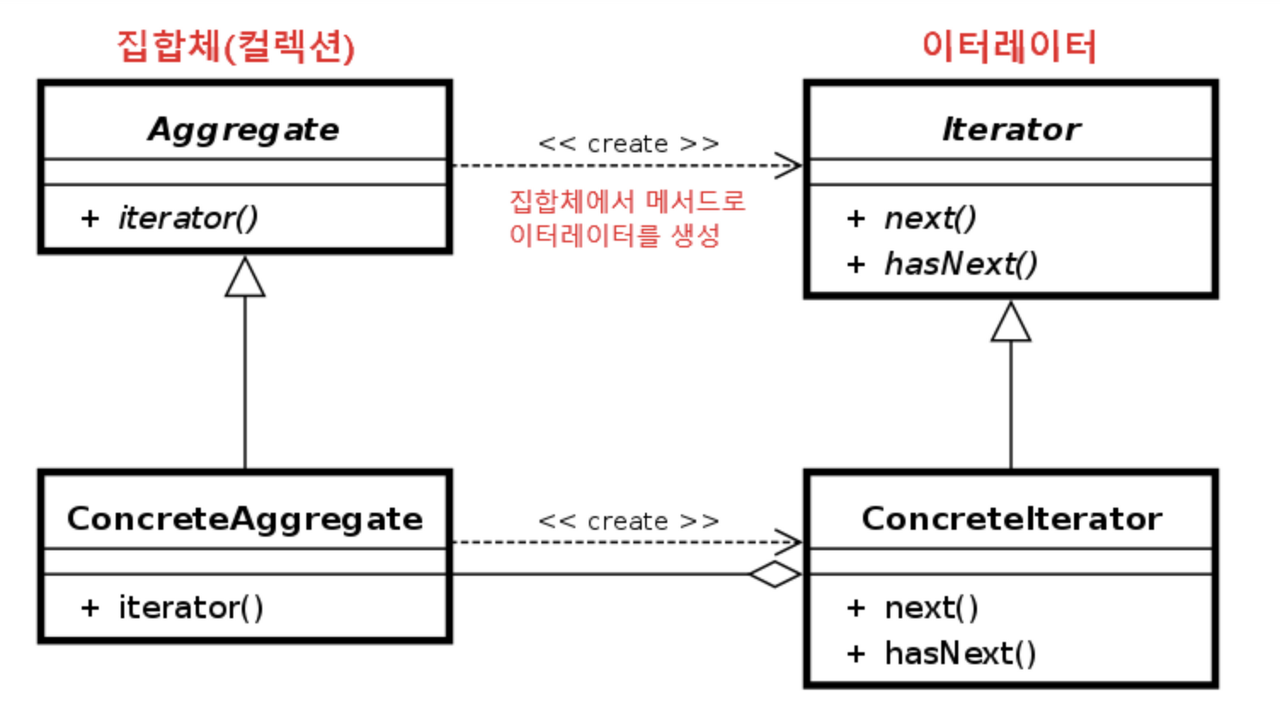 집합체(컬렉션)
이터레이터
Aggregate
+ iterator()
<< create >>
집합체에서 메서드로
이터레이터를 생성
Iterator
+ next()
+ hasNext()
ConcreteAggregate
+ iterator()
<< create >>
ConcreteIterator
+ next()
+ hasNext()